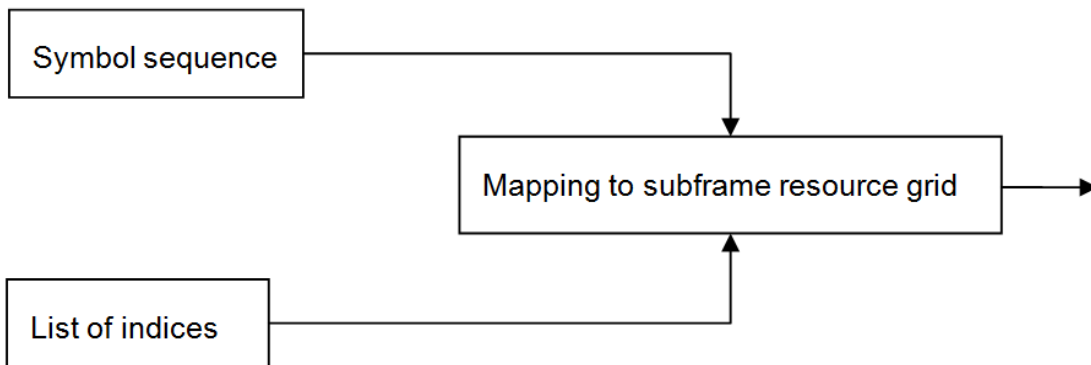 Symbol sequence
Mapping to subframe resource grid
List of indices